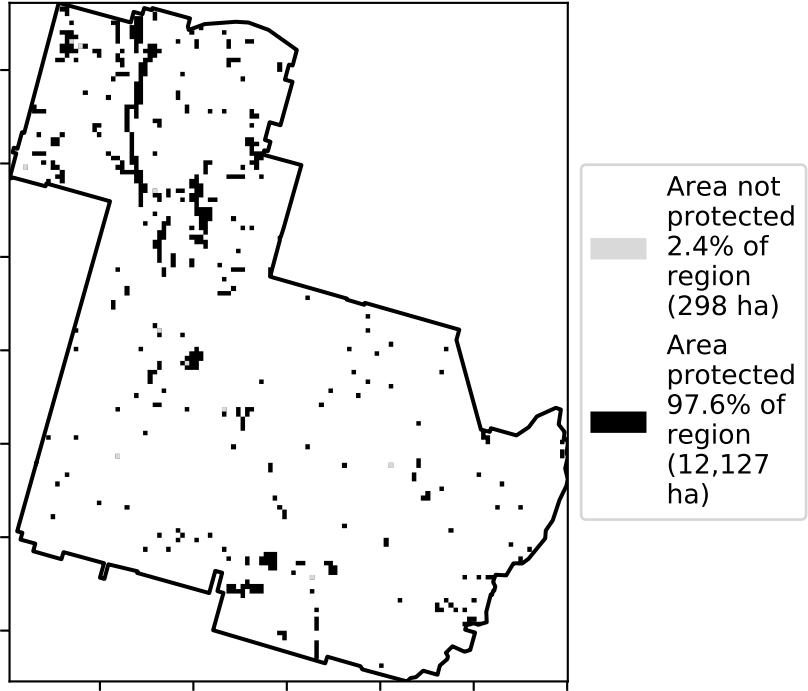 Area not
protected
2.4% of
region
(298 ha)
Area
protected
97.6% of
region
(12,127
ha)